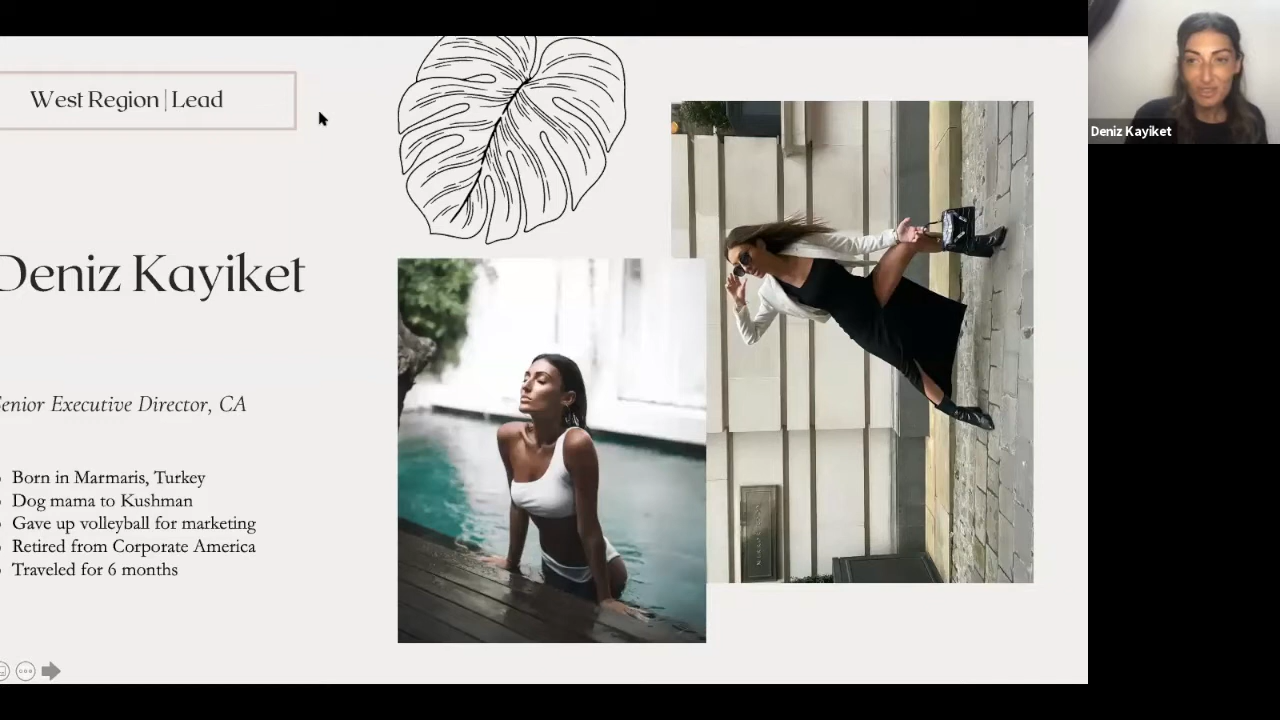 West Region | Lead
Deniz Kayiket
Senior Executive Director, CA
Born in Marmaris, Turkey
Dog mama to Kushman
Gave up volleyball for marketing
Retired from Corporate America
Traveled for 6 months
Deniz Kayiket